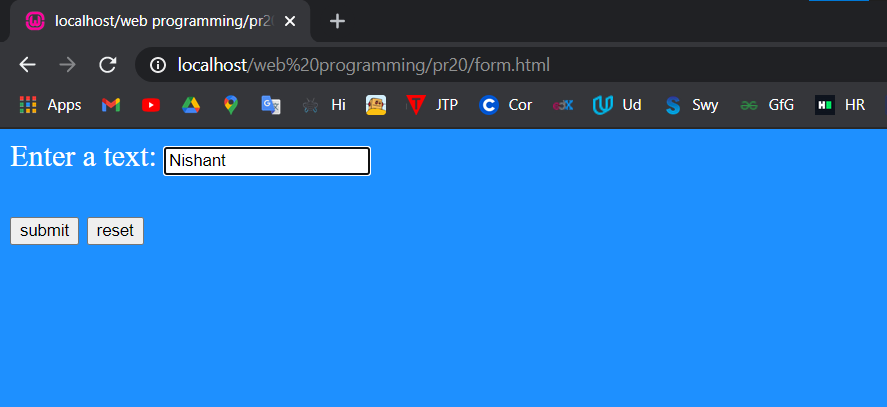 localhost/web programming/pr20
localhost/web%20programming/pr20/form.html
Apps Hi JTP Cor Ud Swy GfG HR
Enter a text: Nishant
submit reset